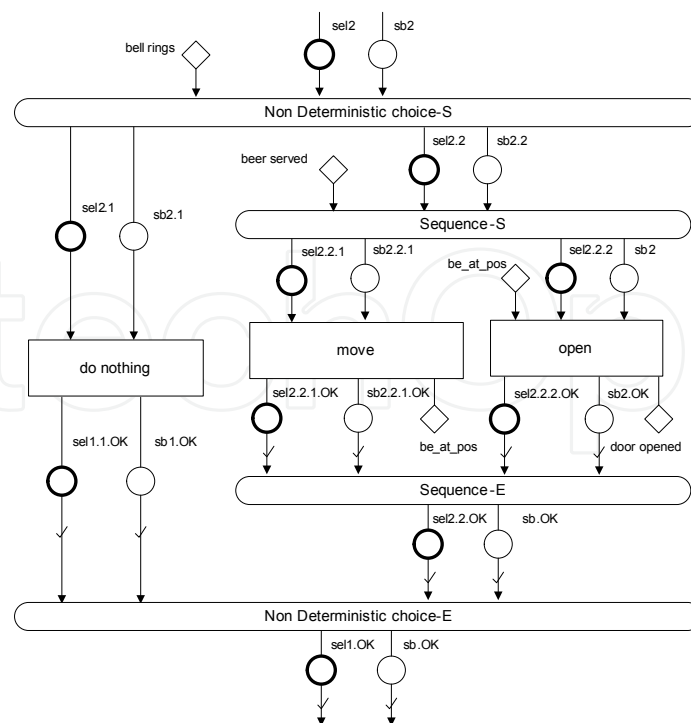 sel2
sb2
bell rings
Non Deterministic choice-S
sel2.2
sb2.2
beer served
sel2.1
sb2.1
Sequence-S
sel2.2.1
sb2.2.1
sel2.2.2
sb2
be_at_pos
move
open
do nothing
sel2.2.1.OK
sb2.2.1.OK
sel2.2.2.OK
sb2.OK
sel1.1.OK
sb1.OK
be_at_pos
door opened
Sequence-E
sel2.2.OK
sb.OK
Non Deterministic choice-E
sel1.OK
sb.OK